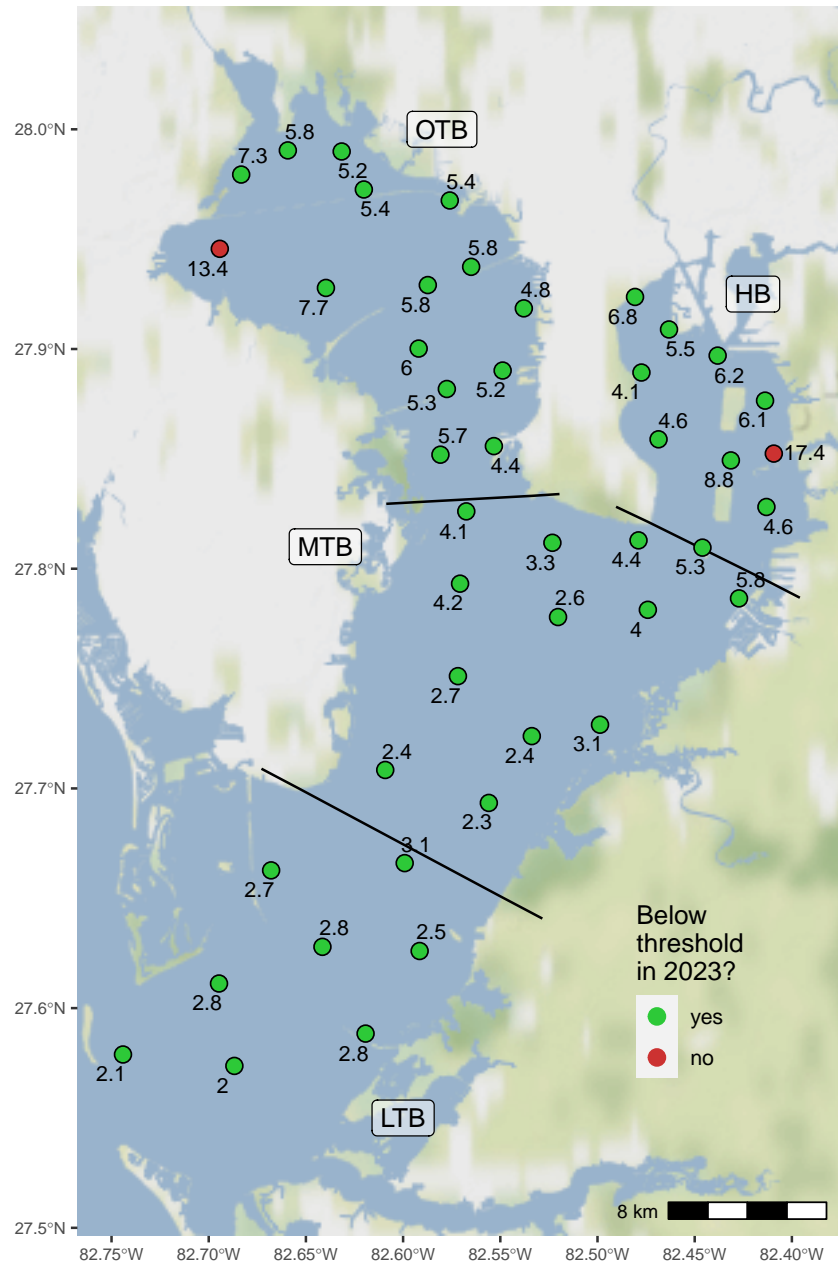 28.0°N
27.9°N
27.8°N
27.7°N
27.6°N
27.5°N
OTB
5.8
7.3
5.2
5.4
5.4
13.4
5.8
7.7
5.8
4.8
HB
6.8
5.5
6
6.2
5.3
5.2
4.1
6.1
5.7
4.4
4.6
17.4
8.8
4.6
MTB
4.1
3.3
4.4
5.3
5.8
4.2
2.6
4
2.7
2.4
2.4
3.1
2.3
3.1
2.7
2.8
2.5
2.8
2.8
2.1
2
LTB
Below
threshold
in 2023?
yes
no
8 km
82.75°W 82.70°W 82.65°W 82.60°W 82.55°W 82.50°W 82.45°W 82.40°W